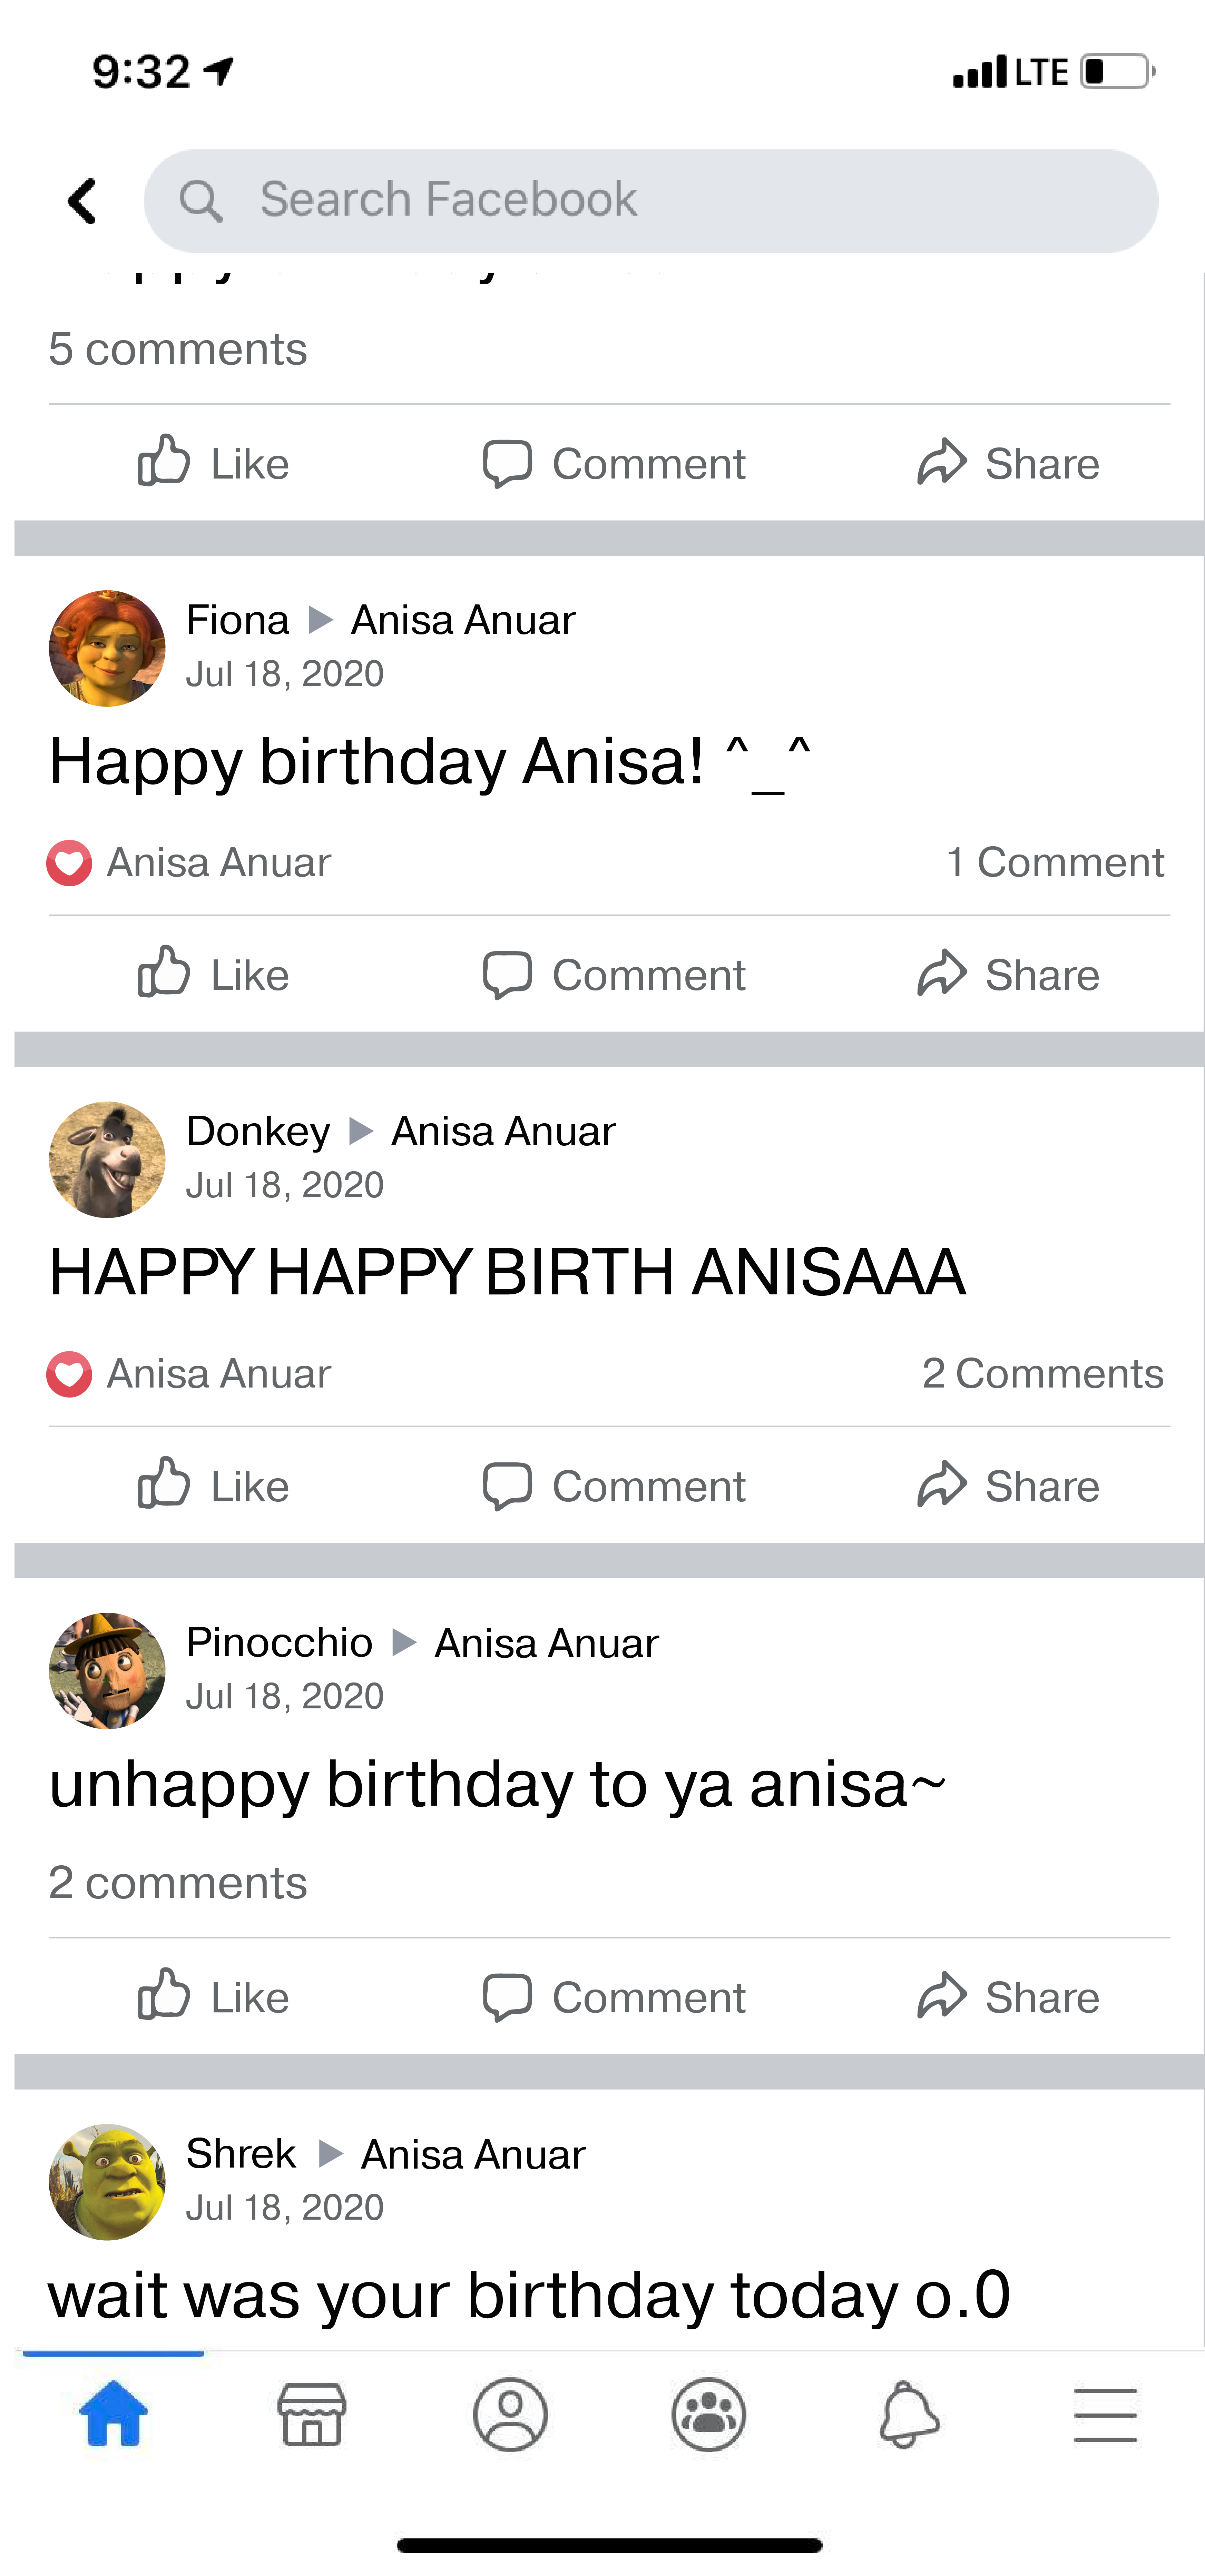 9:32
LTE
Search Facebook
5 comments
Like Comment Share
Fiona ▶ Anisa Anuar
Jul 18, 2020
Happy birthday Anisa! ^_^
Anisa Anuar 1 Comment
Like Comment Share
Donkey ▶ Anisa Anuar
Jul 18, 2020
HAPPY HAPPY BIRTH ANISAAA
Anisa Anuar 2 Comments
Like Comment Share
Pinocchio ▶ Anisa Anuar
Jul 18, 2020
unhappy birthday to ya anisa~
2 comments
Like Comment Share
Shrek ▶ Anisa Anuar
Jul 18, 2020
wait was your birthday today o.0